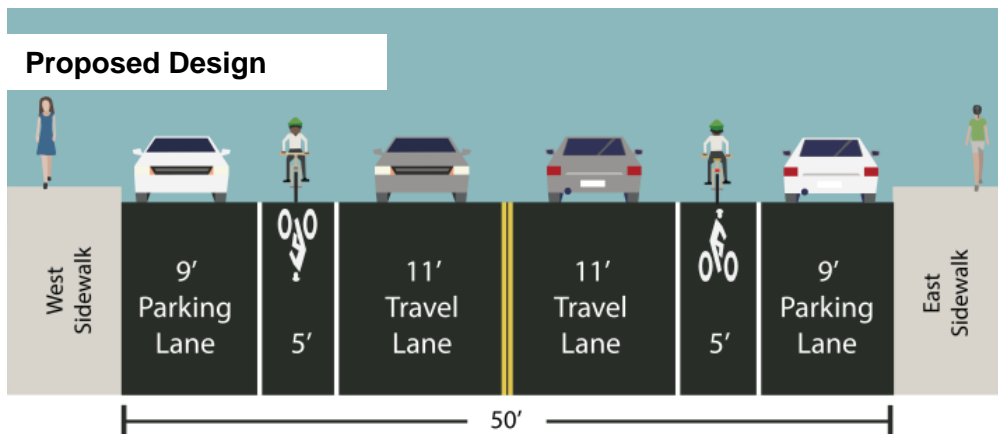 Proposed Design
West
Sidewalk
9’
Parking
Lane
5’
11’
Travel
Lane
11’
Travel
Lane
5’
9’
Parking
Lane
East
Sidewalk
50’